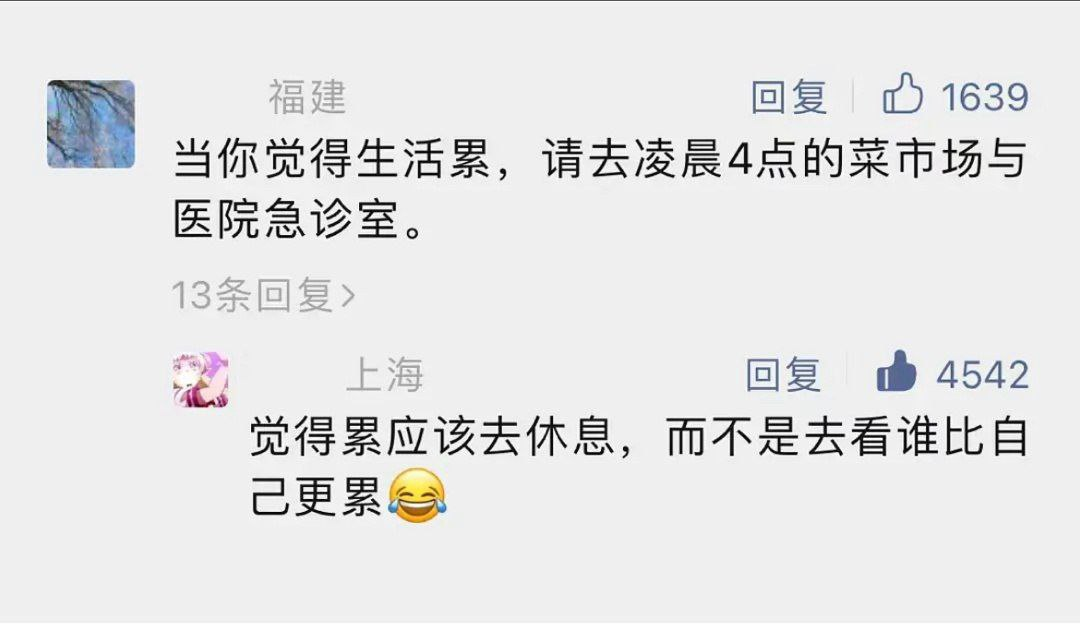 福建 回复 1639
当你觉得生活累，请去凌晨4点的菜市场与
医院急诊室。
13条回复>
上海 回复 4542
觉得累应该去休息，而不是去看谁比自
己更累😂